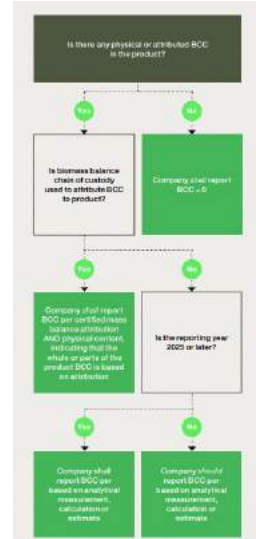 Is there any physical or attributed BCC
in the product?
Yes
No
Is biomass balance
chain of custody
used to attribute BCC
to product?
Company shall report
BCC = 0
Yes
No
Company shall report
BCC per certified mass
balance attribution
AND physical content,
indicating that the
whole or parts of the
product BCC is based
on attribution
Is the reporting year
2025 or later?
Yes
No
Company shall
report BCC per
based on analytical
measurement,
calculation or
estimate
Company should
report BCC per
based on analytical
measurement,
calculation or
estimate